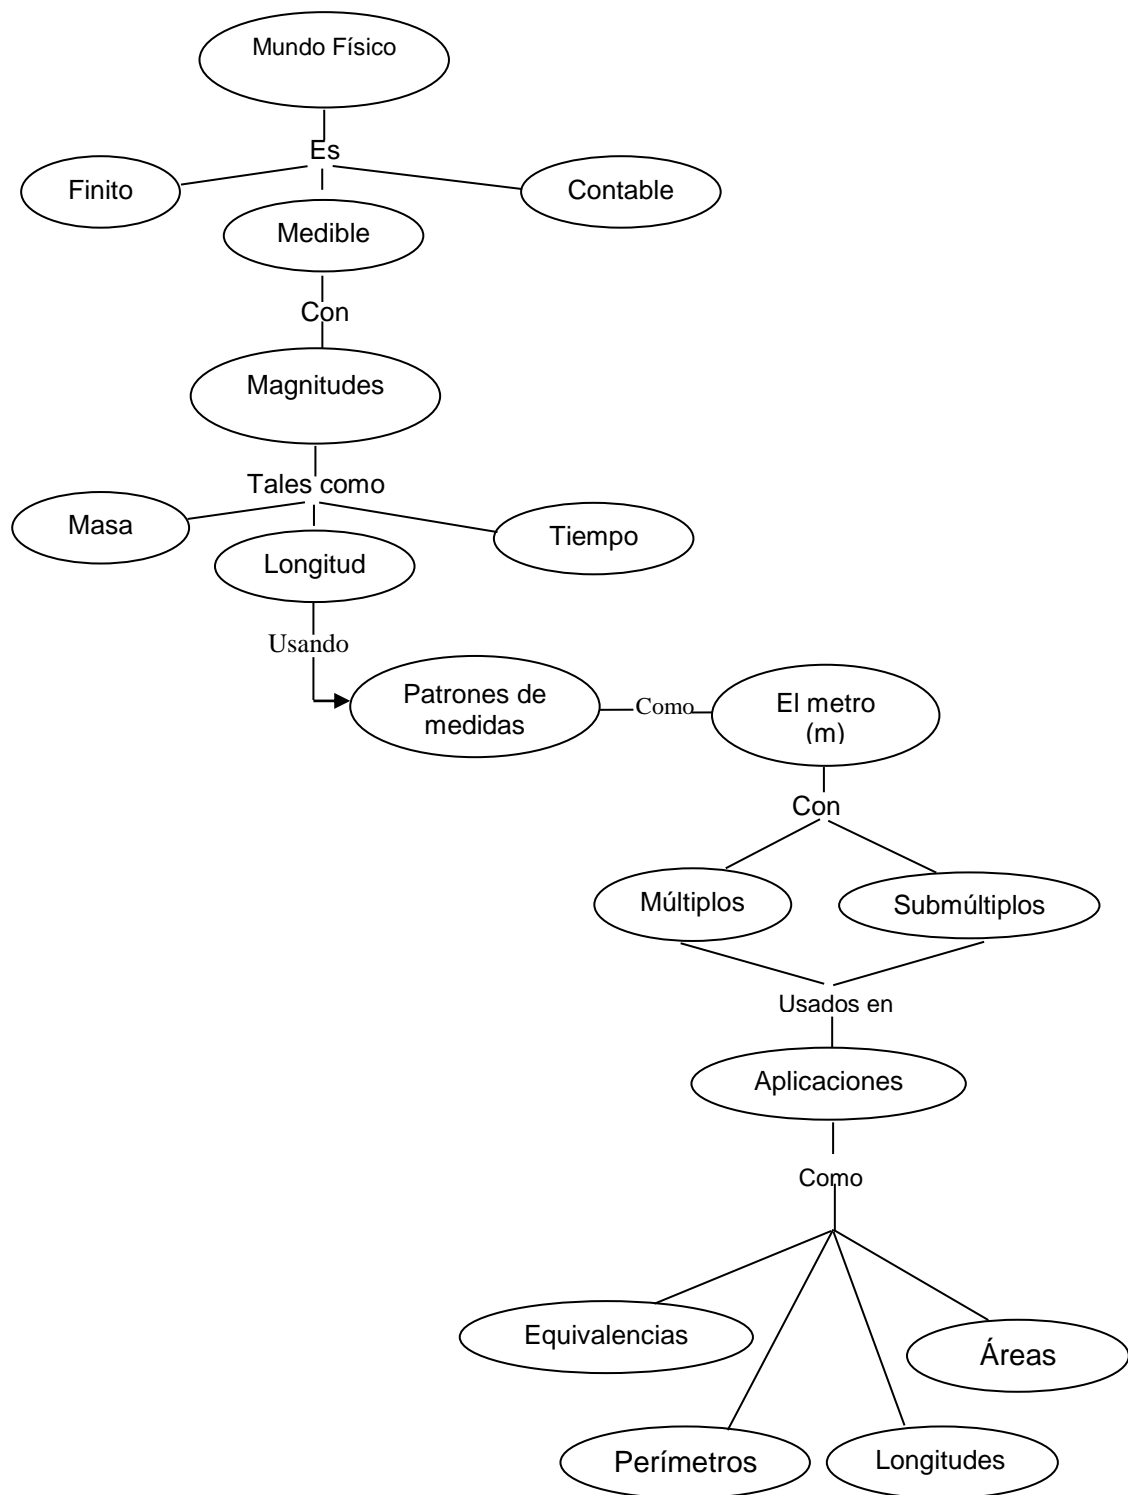 Mundo Físico
Es
Finito
Contable
Medible
Con
Magnitudes
Tales como
Masa
Tiempo
Longitud
Usando
Patrones de
medidas
Como
El metro
(m)
Con
Múltiplos
Submúltiplos
Usados en
Aplicaciones
Como
Equivalencias
Áreas
Perímetros
Longitudes